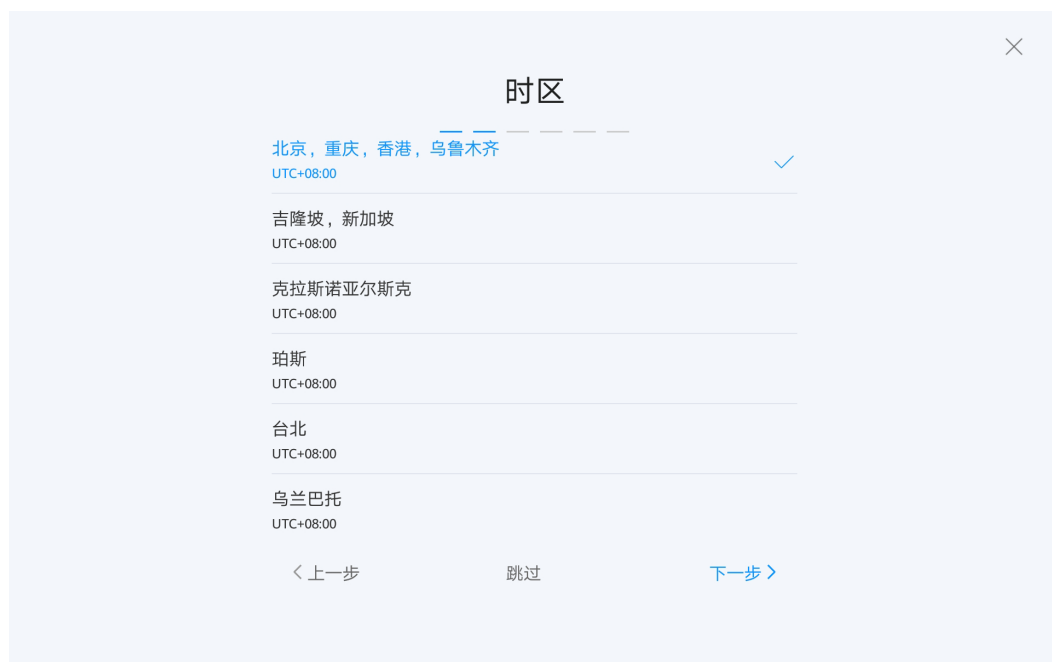 时区
北京，重庆，香港，乌鲁木齐
UTC+08:00
吉隆坡，新加坡
UTC+08:00
克拉斯诺亚尔斯克
UTC+08:00
珀斯
UTC+08:00
台北
UTC+08:00
乌兰巴托
UTC+08:00
上一步 跳过 下一步